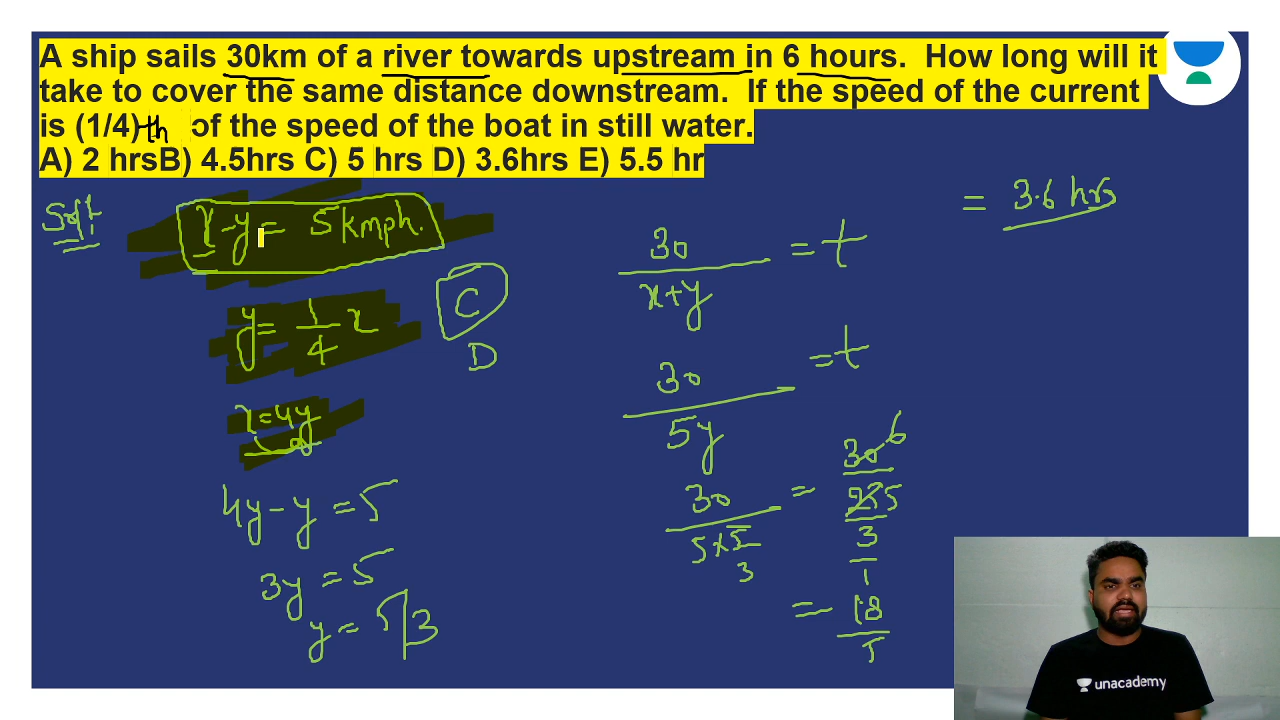 A ship sails 30km of a river towards upstream in 6 hours. How long will it
take to cover the same distance downstream. If the speed of the current
is (1/4)th of the speed of the boat in still water.
A) 2 hrsB) 4.5hrs C) 5 hrs D) 3.6hrs E) 5.5 hr
x-y= 5 kmph.
y= 1/4 x
x=4y
4y-y=5
3y=5
y=5/3
C
D
30/x+y = t
30/5y = t
30/5×5/3 = 30 6/25 5/3/1
= 18/5
= 3.6 hrs
unacademy